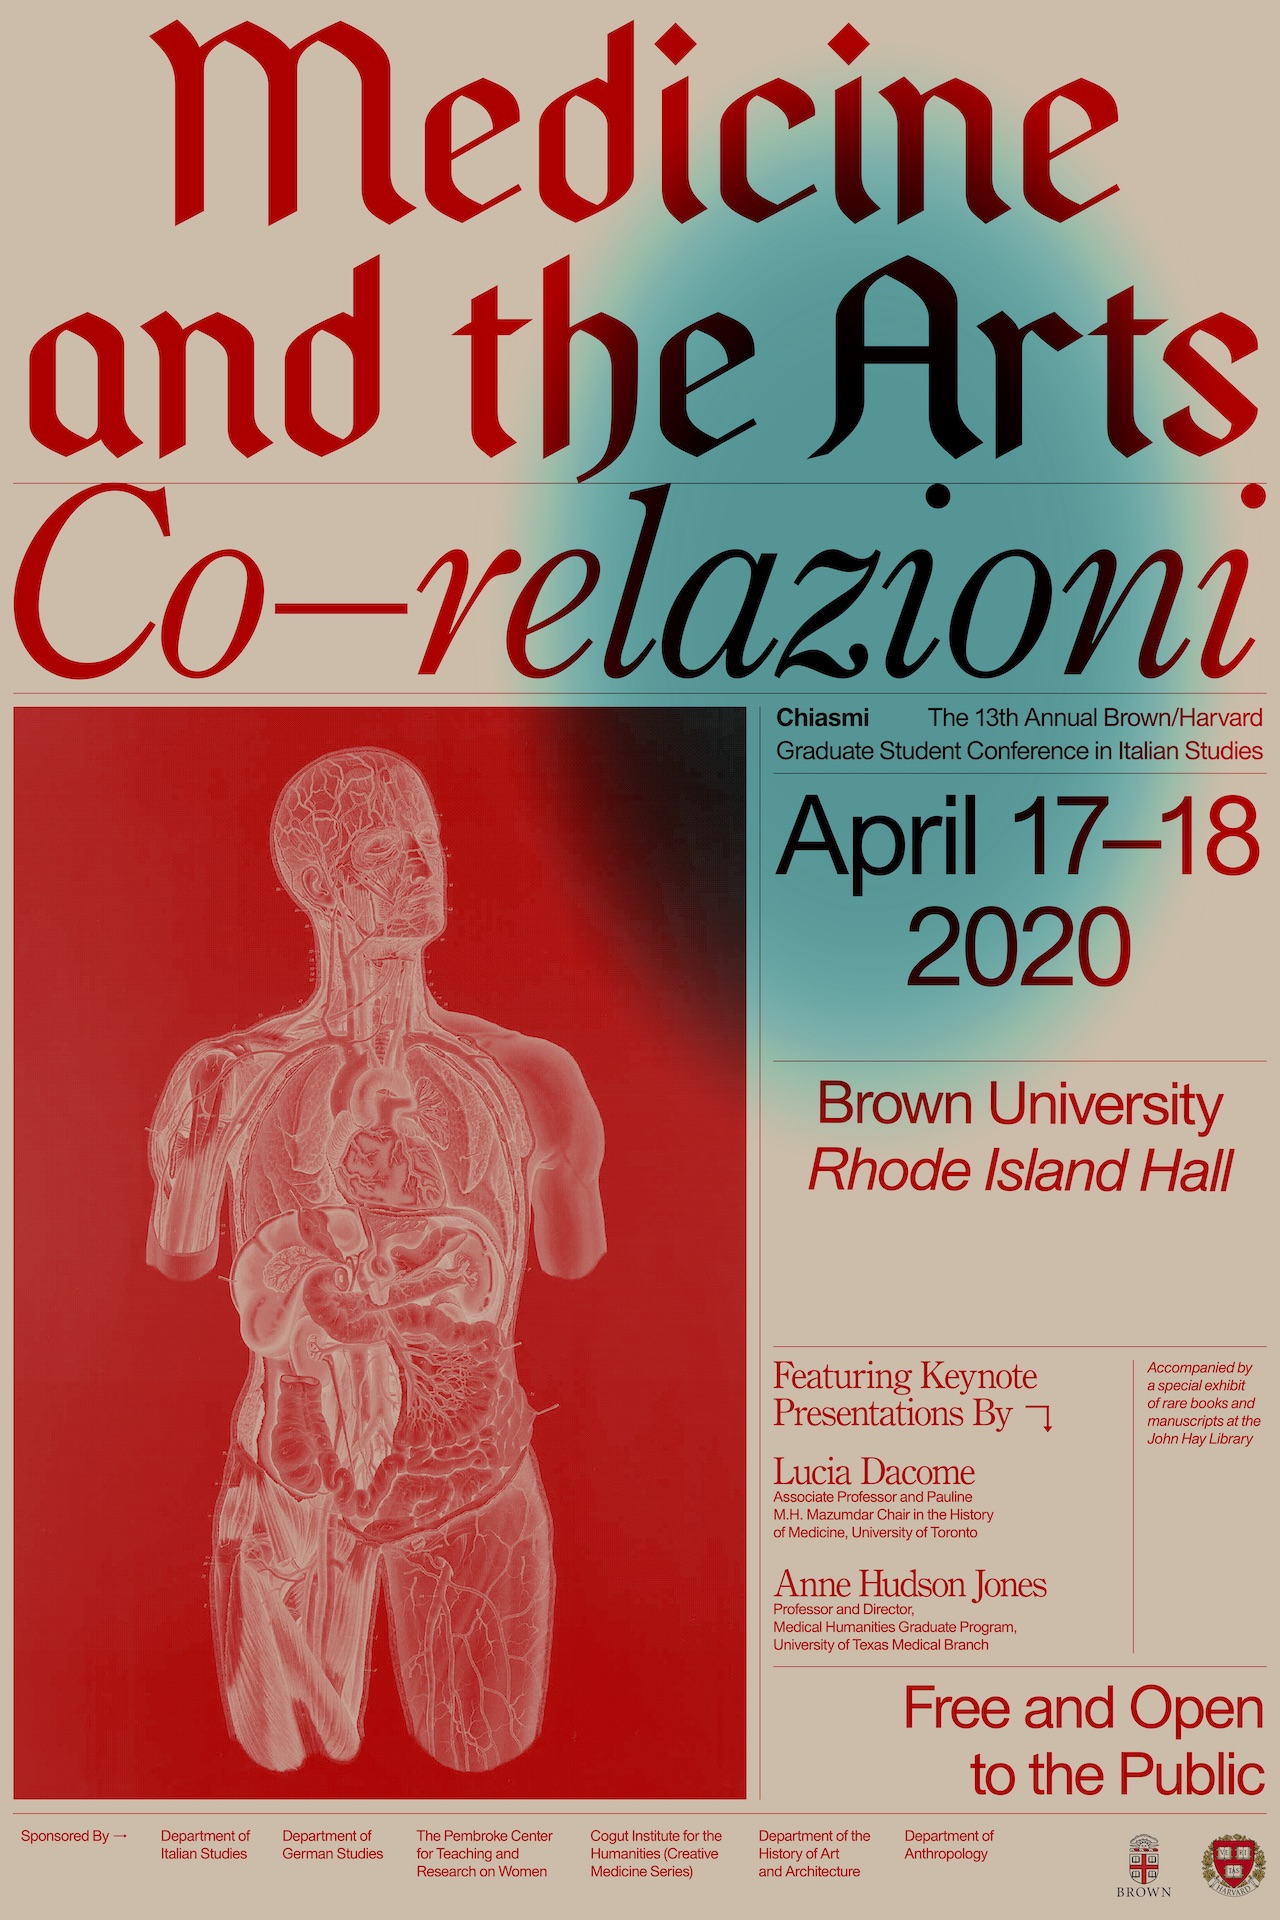 Medicine
and the Arts
Co–relazioni
Chiasmi The 13th Annual Brown/Harvard
Graduate Student Conference in Italian Studies
April 17–18
2020
Brown University
Rhode Island Hall
Featuring Keynote
Presentations By
Lucia Dacome
Associate Professor and Pauline
M.H. Mazumdar Chair in the History
of Medicine, University of Toronto
Anne Hudson Jones
Professor and Director,
Medical Humanities Graduate Program,
University of Texas Medical Branch
Accompanied by
a special exhibit
of rare books and
manuscripts at the
John Hay Library
Free and Open
to the Public
Sponsored By →
Department of
Italian Studies
Department of
German Studies
The Pembroke Center
for Teaching and
Research on Women
Cogut Institute for the
Humanities (Creative
Medicine Series)
Department of the
History of Art
and Architecture
Department of
Anthropology
BROWN
VE RI
TAS
HARVARD